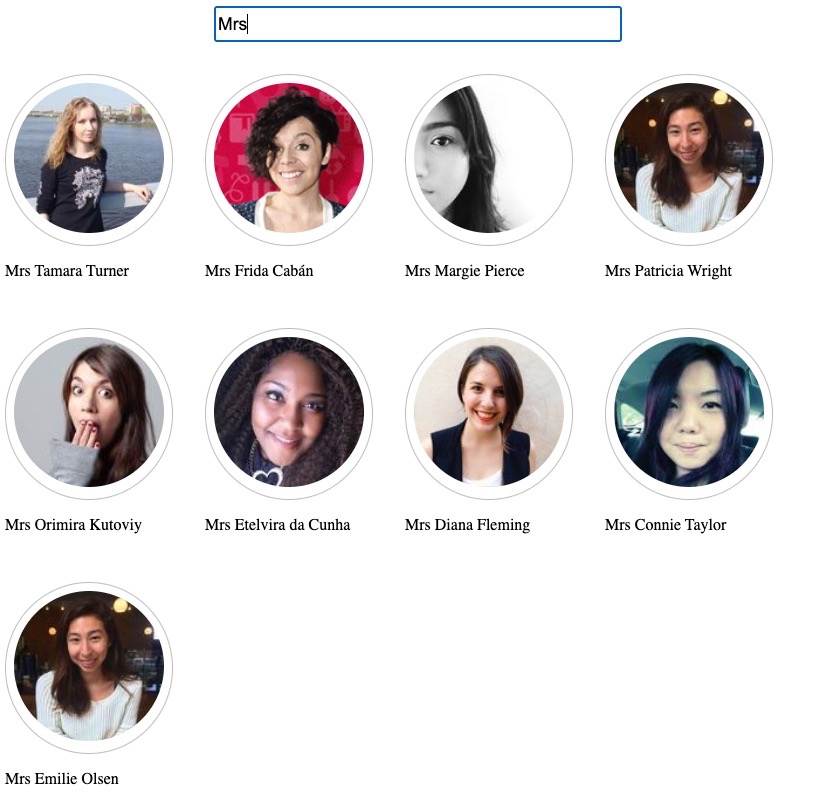 Mrs
Mrs Tamara Turner
Mrs Frida Cabán
Mrs Margie Pierce
Mrs Patricia Wright
Mrs Orimira Kutoviy
Mrs Etelvira da Cunha
Mrs Diana Fleming
Mrs Connie Taylor
Mrs Emilie Olsen